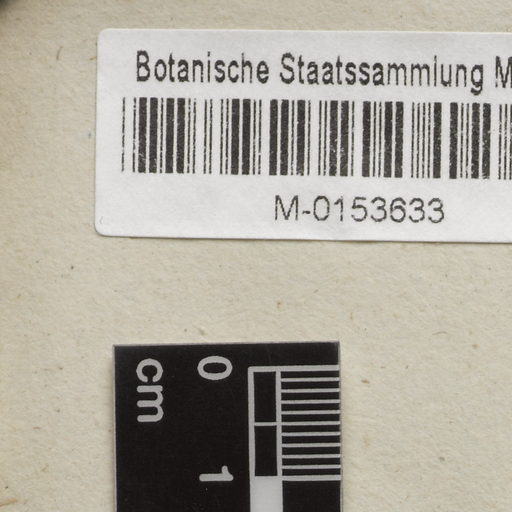 Botanische Staatssammlung M
M-0153633
0
cm
1